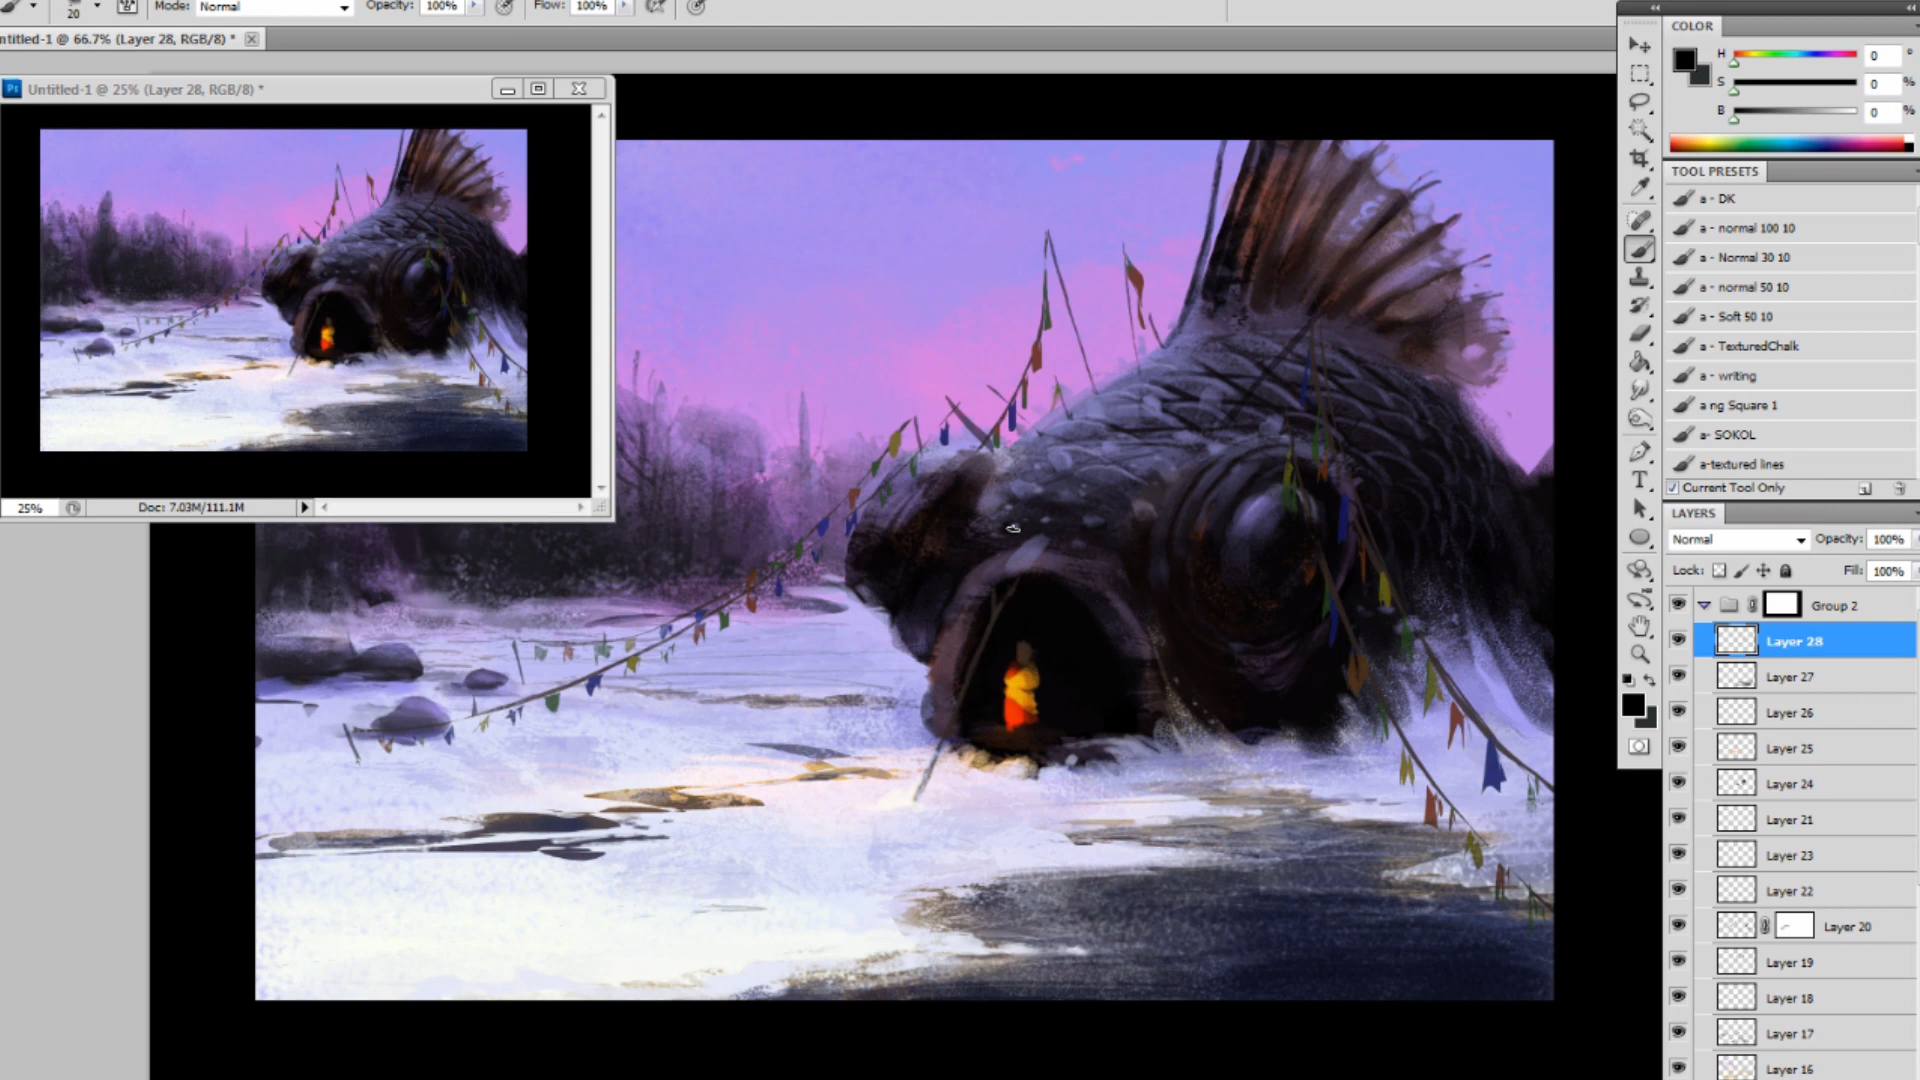 20
Mode: Normal
Opacity: 100%
Flow: 100%
ntitled-1 @ 66.7% (Layer 28, RGB/8) *
Ps Untitled-1 @ 25% (Layer 28, RGB/8) *
25%
Doc: 7.03M/111.1M
COLOR
H 0 °
S 0 %
B 0 %
TOOL PRESETS
a - DK
a - normal 100 10
a - Normal 30 10
a - normal 50 10
a - Soft 50 10
a - TexturedChalk
a - writing
a ng Square 1
a- SOKOL
a-textured lines
Current Tool Only
LAYERS
Normal
Opacity: 100%
Lock:
Fill: 100%
Group 2
Layer 28
Layer 27
Layer 26
Layer 25
Layer 24
Layer 21
Layer 23
Layer 22
Layer 20
Layer 19
Layer 18
Layer 17
Layer 16
T